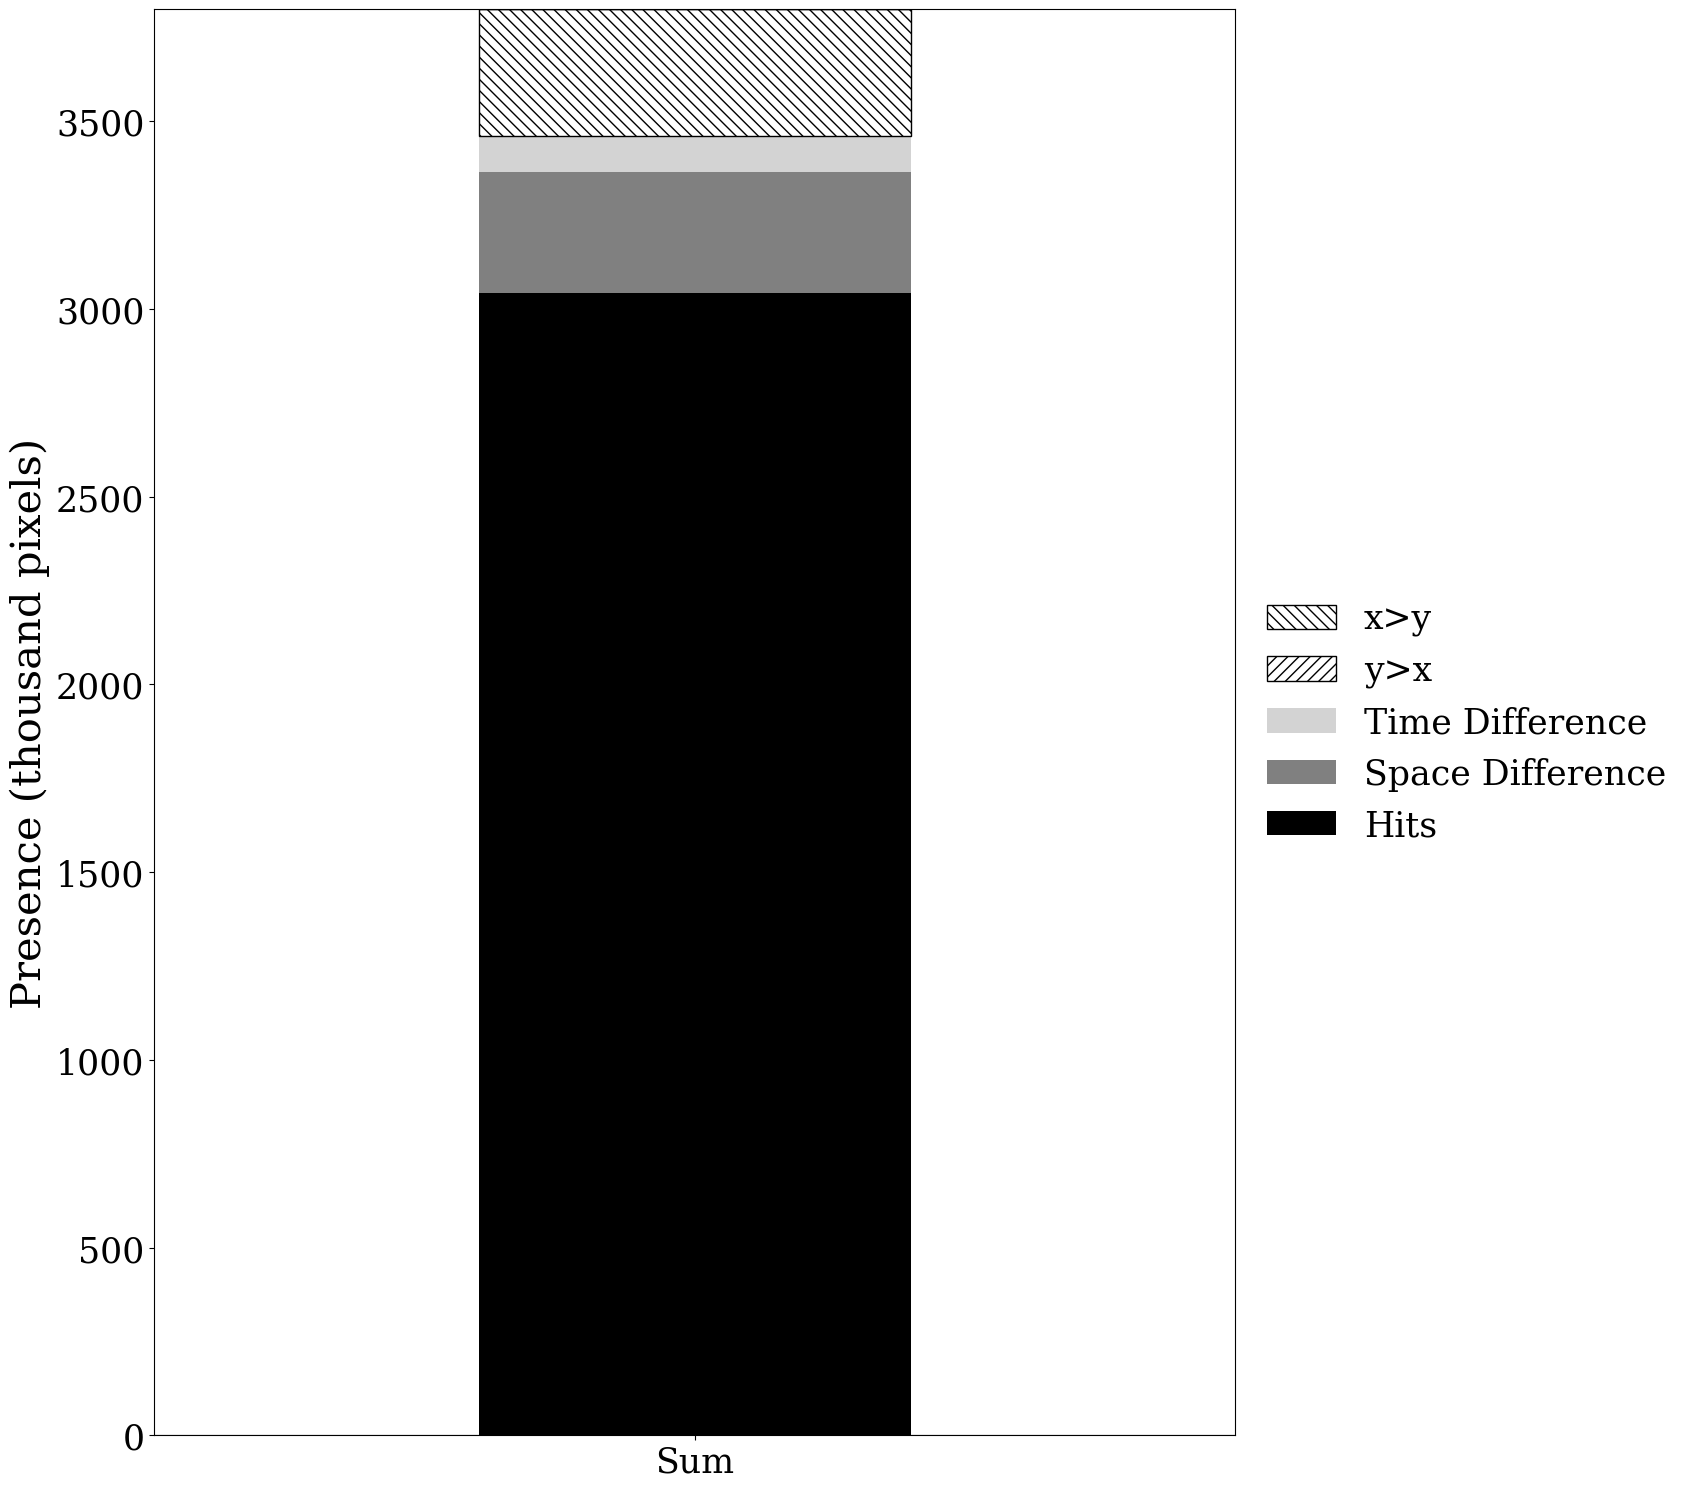 Presence (thousand pixels)
3500
3000
2500
2000
1500
1000
500
0
Sum
x>y
y>x
Time Difference
Space Difference
Hits